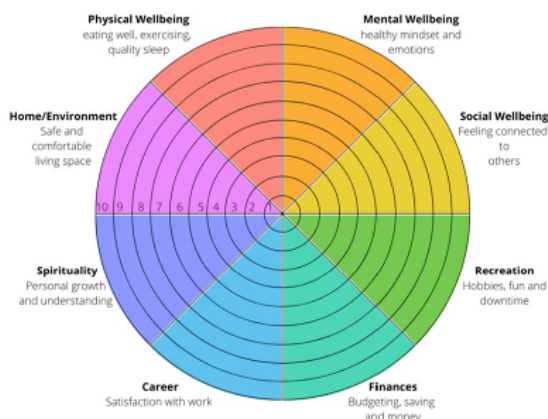 Physical Wellbeing
eating well, exercising,
quality sleep
Mental Wellbeing
healthy mindset and
emotions
Home/Environment
Safe and
comfortable
living space
Social Wellbeing
Feeling connected
to
others
10 9 8 7 6 5 4 3 2 1
Spirituality
Personal growth
and understanding
Recreation
Hobbies, fun and
downtime
Career
Satisfaction with work
Finances
Budgeting, saving
and money